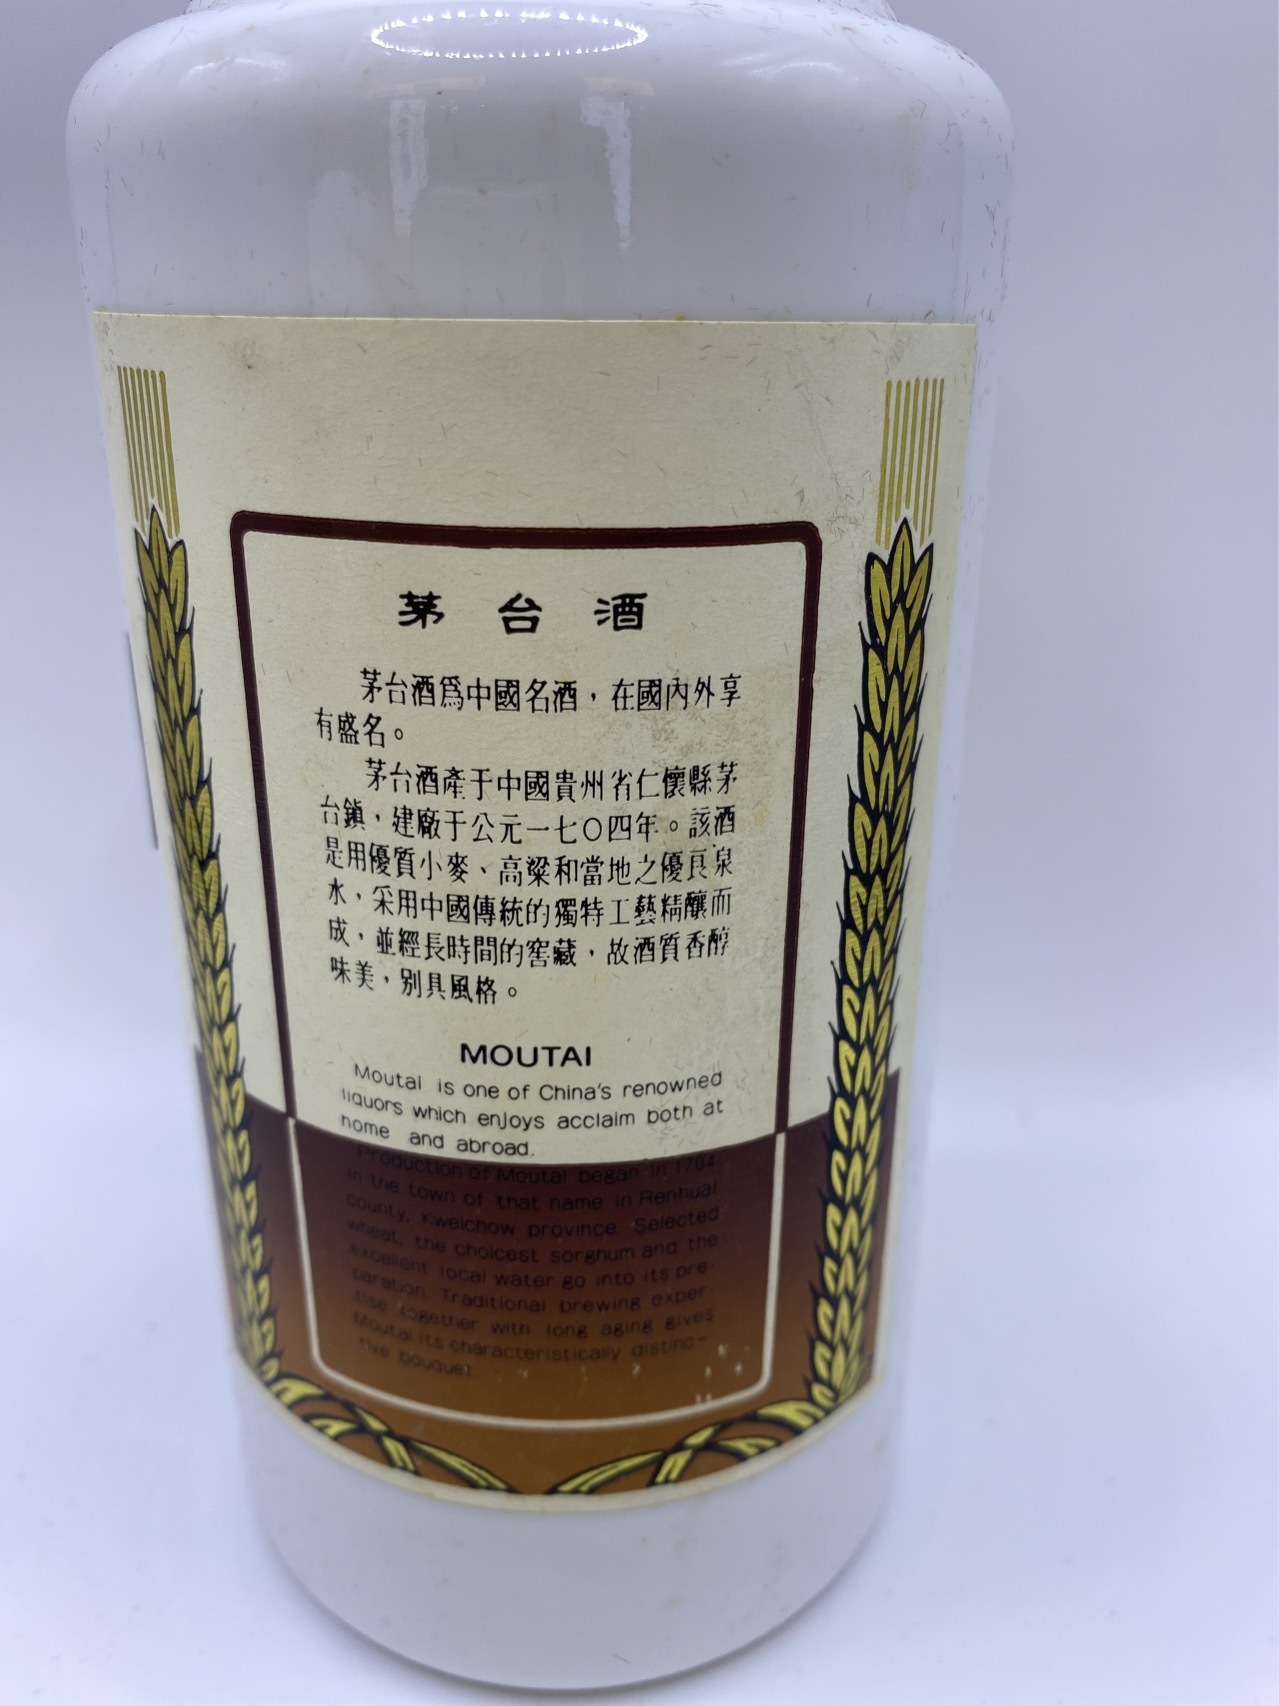 茅台酒
茅台酒爲中國名酒，在國內外享
有盛名。
茅台酒產于中國貴州省仁懷縣茅
台鎮，建廠于公元一七〇四年。該酒
是用優質小麥、高粱和當地之優良泉
水，采用中國傳統的獨特工藝精釀而
成，並經長時間的窖藏，故酒質香醇
味美，别具風格。
MOUTAI
Moutai is one of China's renowned
liquors which enjoys acclaim both at
home and abroad.
Production of Moutai began in 1704
in the town of that name in Renhuai
county, Kweichow province. Selected
wheat, the choicest sorghum and the
excellent local water go into its pre-
paration. Traditional brewing exper-
tise together with long aging gives
Moutai its characteristically distinc-
tive bouquet.